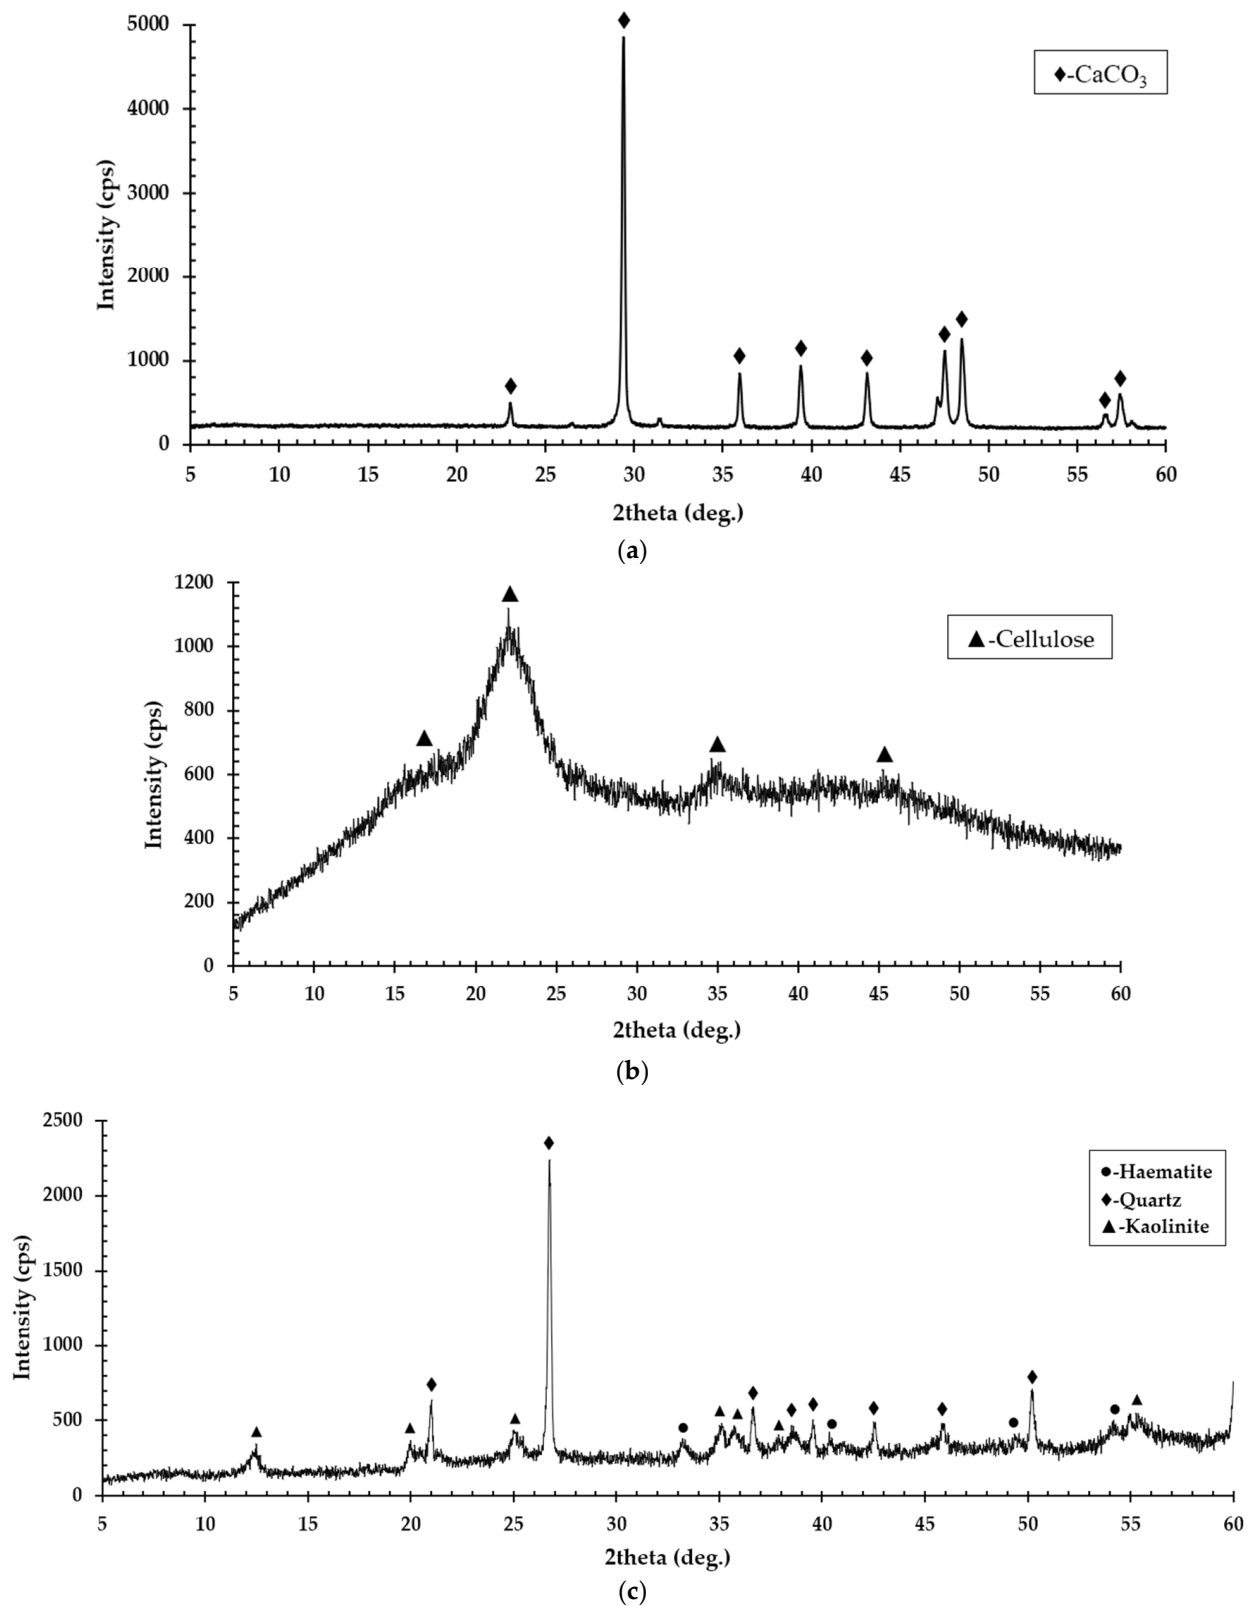 5000
4000
3000
2000
1000
0
Intensity (cps)
♦-CaCO₃
5 10 15 20 25 30 35 40 45 50 55 60
2theta (deg.)
(a)
1200
1000
800
600
400
200
0
Intensity (cps)
▲-Cellulose
5 10 15 20 25 30 35 40 45 50 55 60
2theta (deg.)
(b)
2500
2000
1500
1000
500
0
Intensity (cps)
●-Haematite
♦-Quartz
▲-Kaolinite
5 10 15 20 25 30 35 40 45 50 55 60
2theta (deg.)
(c)